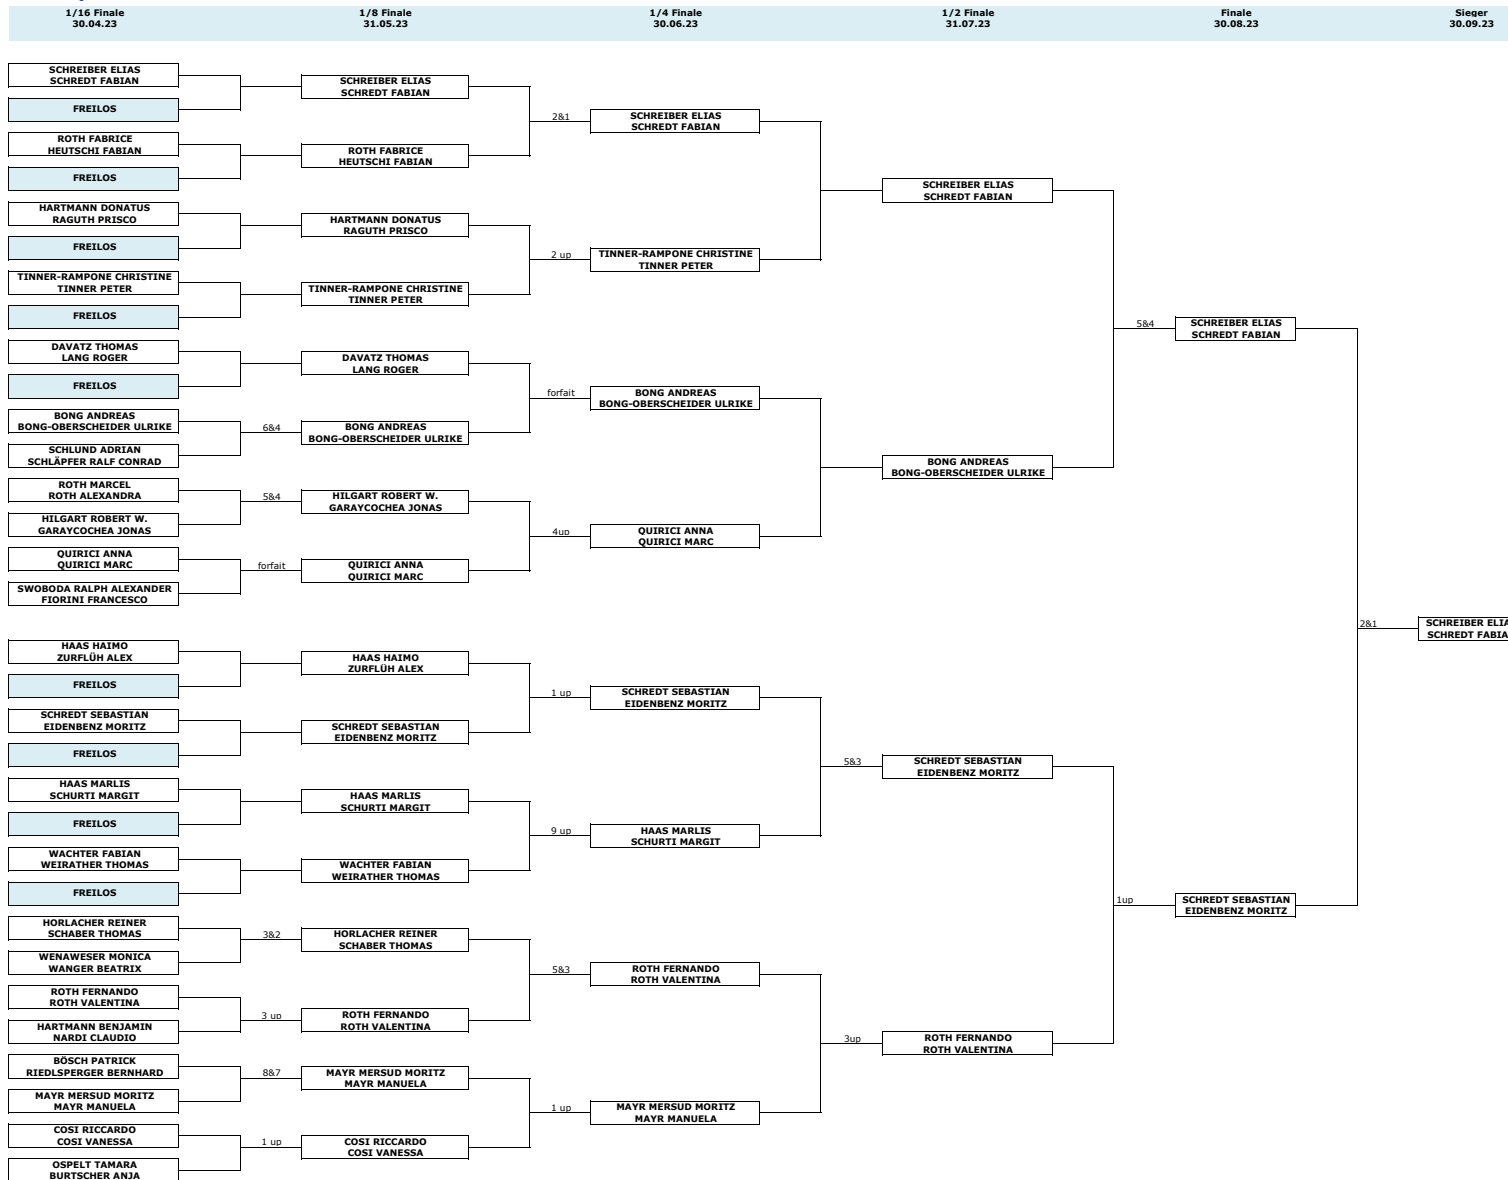 1/16 Finale
30.04.23
1/8 Finale
31.05.23
1/4 Finale
30.06.23
1/2 Finale
31.07.23
Finale
30.08.23
Sieger
30.09.23
SCHREIBER ELIAS
SCHREDT FABIAN
FREILOS
ROTH FABRICE
HEUTSCHI FABIAN
FREILOS
HARTMANN DONATUS
RAGUTH PRISCO
FREILOS
TINNER-RAMPONE CHRISTINE
TINNER PETER
FREILOS
DAVATZ THOMAS
LANG ROGER
FREILOS
BONG ANDREAS
BONG-OBERSCHEIDER ULRIKE
SCHLUND ADRIAN
SCHLÄPFER RALF CONRAD
ROTH MARCEL
ROTH ALEXANDRA
HILGART ROBERT W.
GARAYCOCHEA JONAS
QUIRICI ANNA
QUIRICI MARC
SWOBODA RALPH ALEXANDER
FIORINI FRANCESCO
HAAS HAIMO
ZURFLÜH ALEX
FREILOS
SCHREDT SEBASTIAN
EIDENBENZ MORITZ
FREILOS
HAAS MARLIS
SCHURTI MARGIT
FREILOS
WACHTER FABIAN
WEIRATHER THOMAS
FREILOS
HORLACHER REINER
SCHABER THOMAS
WENAWESER MONICA
WANGER BEATRIX
ROTH FERNANDO
ROTH VALENTINA
HARTMANN BENJAMIN
NARDI CLAUDIO
BÖSCH PATRICK
RIEDLSPERGER BERNHARD
MAYR MERSUD MORITZ
MAYR MANUELA
COSI RICCARDO
COSI VANESSA
OSPELT TAMARA
BURTSCHER ANJA
6&4
5&4
forfait
3&2
3 up
8&7
1 up
SCHREIBER ELIAS
SCHREDT FABIAN
ROTH FABRICE
HEUTSCHI FABIAN
HARTMANN DONATUS
RAGUTH PRISCO
TINNER-RAMPONE CHRISTINE
TINNER PETER
DAVATZ THOMAS
LANG ROGER
BONG ANDREAS
BONG-OBERSCHEIDER ULRIKE
HILGART ROBERT W.
GARAYCOCHEA JONAS
QUIRICI ANNA
QUIRICI MARC
HAAS HAIMO
ZURFLÜH ALEX
SCHREDT SEBASTIAN
EIDENBENZ MORITZ
HAAS MARLIS
SCHURTI MARGIT
WACHTER FABIAN
WEIRATHER THOMAS
HORLACHER REINER
SCHABER THOMAS
ROTH FERNANDO
ROTH VALENTINA
MAYR MERSUD MORITZ
MAYR MANUELA
COSI RICCARDO
COSI VANESSA
2&1
2 up
forfait
4up
1 up
9 up
5&3
1 up
SCHREIBER ELIAS
SCHREDT FABIAN
TINNER-RAMPONE CHRISTINE
TINNER PETER
BONG ANDREAS
BONG-OBERSCHEIDER ULRIKE
QUIRICI ANNA
QUIRICI MARC
SCHREDT SEBASTIAN
EIDENBENZ MORITZ
HAAS MARLIS
SCHURTI MARGIT
ROTH FERNANDO
ROTH VALENTINA
MAYR MERSUD MORITZ
MAYR MANUELA
5&3
3up
SCHREIBER ELIAS
SCHREDT FABIAN
BONG ANDREAS
BONG-OBERSCHEIDER ULRIKE
SCHREDT SEBASTIAN
EIDENBENZ MORITZ
ROTH FERNANDO
ROTH VALENTINA
5&4
1up
SCHREIBER ELIAS
SCHREDT FABIAN
SCHREDT SEBASTIAN
EIDENBENZ MORITZ
2&1
SCHREIBER ELIA
SCHREDT FABIA